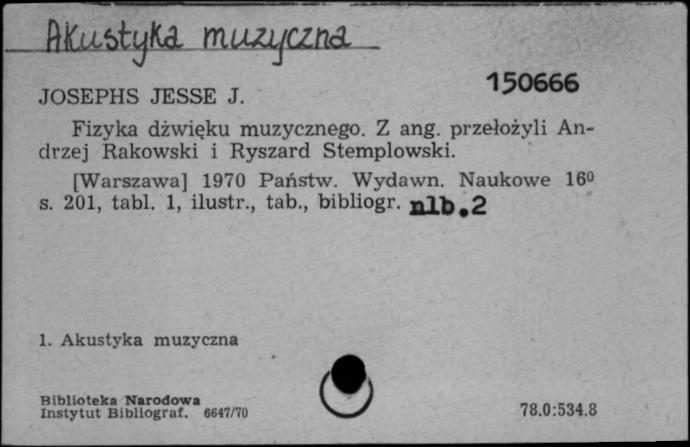 Akustyka muzyczna
150666
JOSEPHS JESSE J.
Fizyka dźwięku muzycznego. Z ang. przełożyli An-
drzej Rakowski i Ryszard Stemplowski.
[Warszawa] 1970 Państw. Wydawn. Naukowe 16⁰
s. 201, tabl. 1, ilustr., tab., bibliogr. nlb.2
1. Akustyka muzyczna
Biblioteka Narodowa
Instytut Bibliograf. 6647/70
78.0:534.8